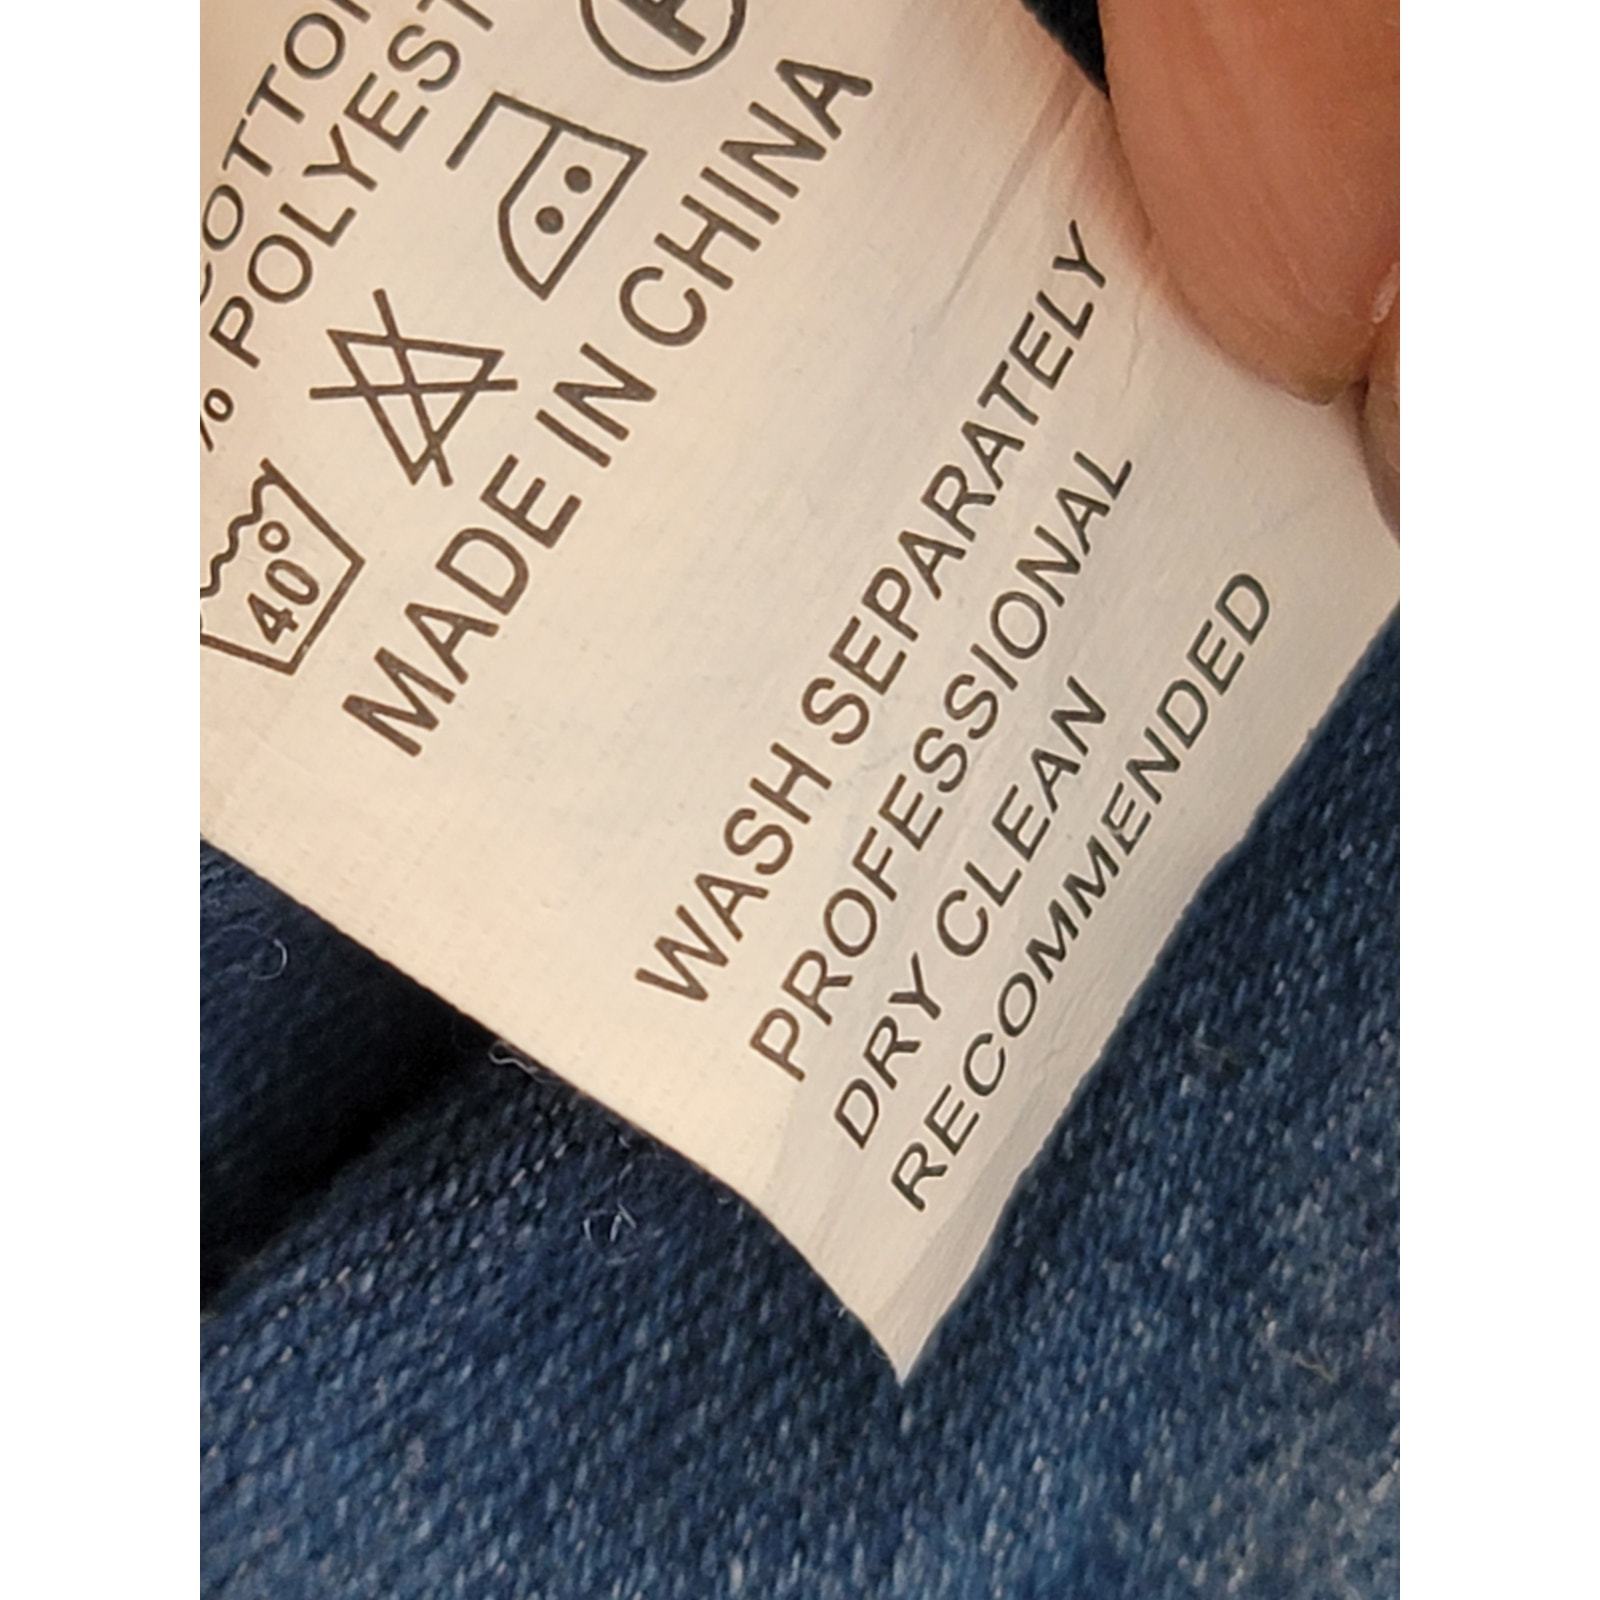 COTTON
% POLYEST
40°
P
MADE IN CHINA
WASH SEPARATELY
PROFESSIONAL
DRY CLEAN
RECOMMENDED